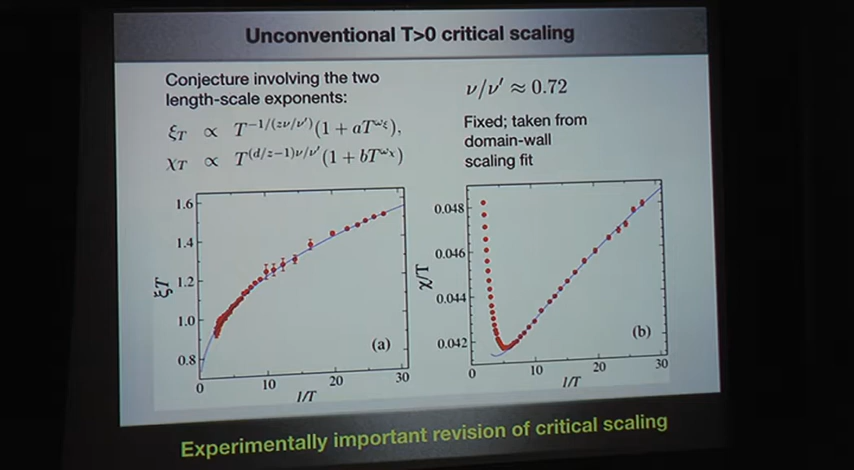 Unconventional T>0 critical scaling
Conjecture involving the two
length-scale exponents:
ξ_T ∝ T^{-1/(zν/ν′)}(1 + aT^{ω_ξ}),
χ_T ∝ T^{(d/z-1)ν/ν′}(1 + bT^{ω_χ})
ν/ν′ ≈ 0.72
Fixed; taken from
domain-wall
scaling fit
1.6
1.4
1.2
1.0
0.8
ξT
0
10
20
30
1/T
(a)
0.048
0.046
0.044
0.042
χ/T
0
10
20
30
1/T
(b)
Experimentally important revision of critical scaling